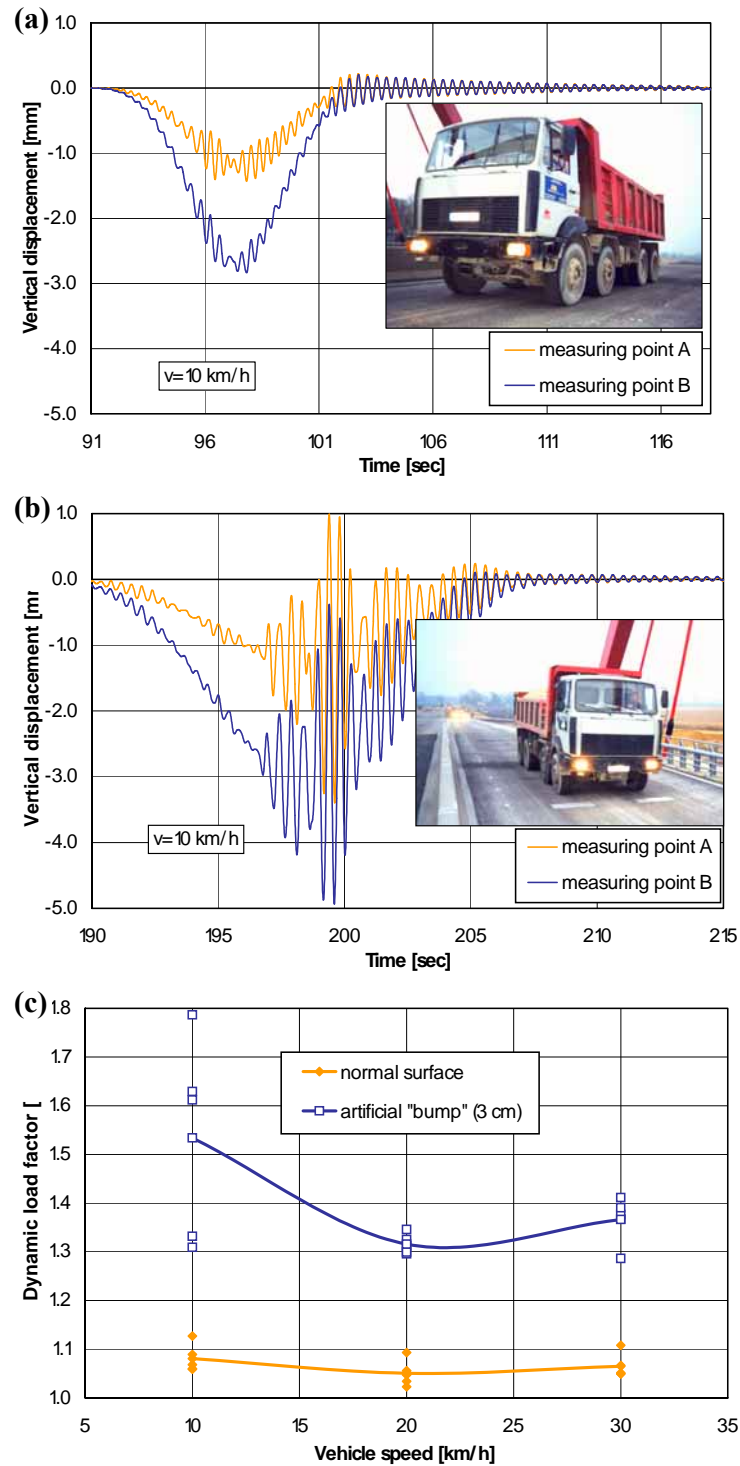 (a)
1.0
0.0
-1.0
-2.0
-3.0
-4.0
-5.0
Vertical displacement [mm]
measuring point A
measuring point B
v=10 km/h
91 96 101 106 111 116
Time [sec]
(b)
1.0
0.0
-1.0
-2.0
-3.0
-4.0
-5.0
Vertical displacement [mm
measuring point A
measuring point B
v=10 km/h
190 195 200 205 210 215
Time [sec]
(c)
1.8
1.7
1.6
1.5
1.4
1.3
1.2
1.1
1.0
Dynamic load factor [
normal surface
artificial "bump" (3 cm)
5 10 15 20 25 30 35
Vehicle speed [km/h]